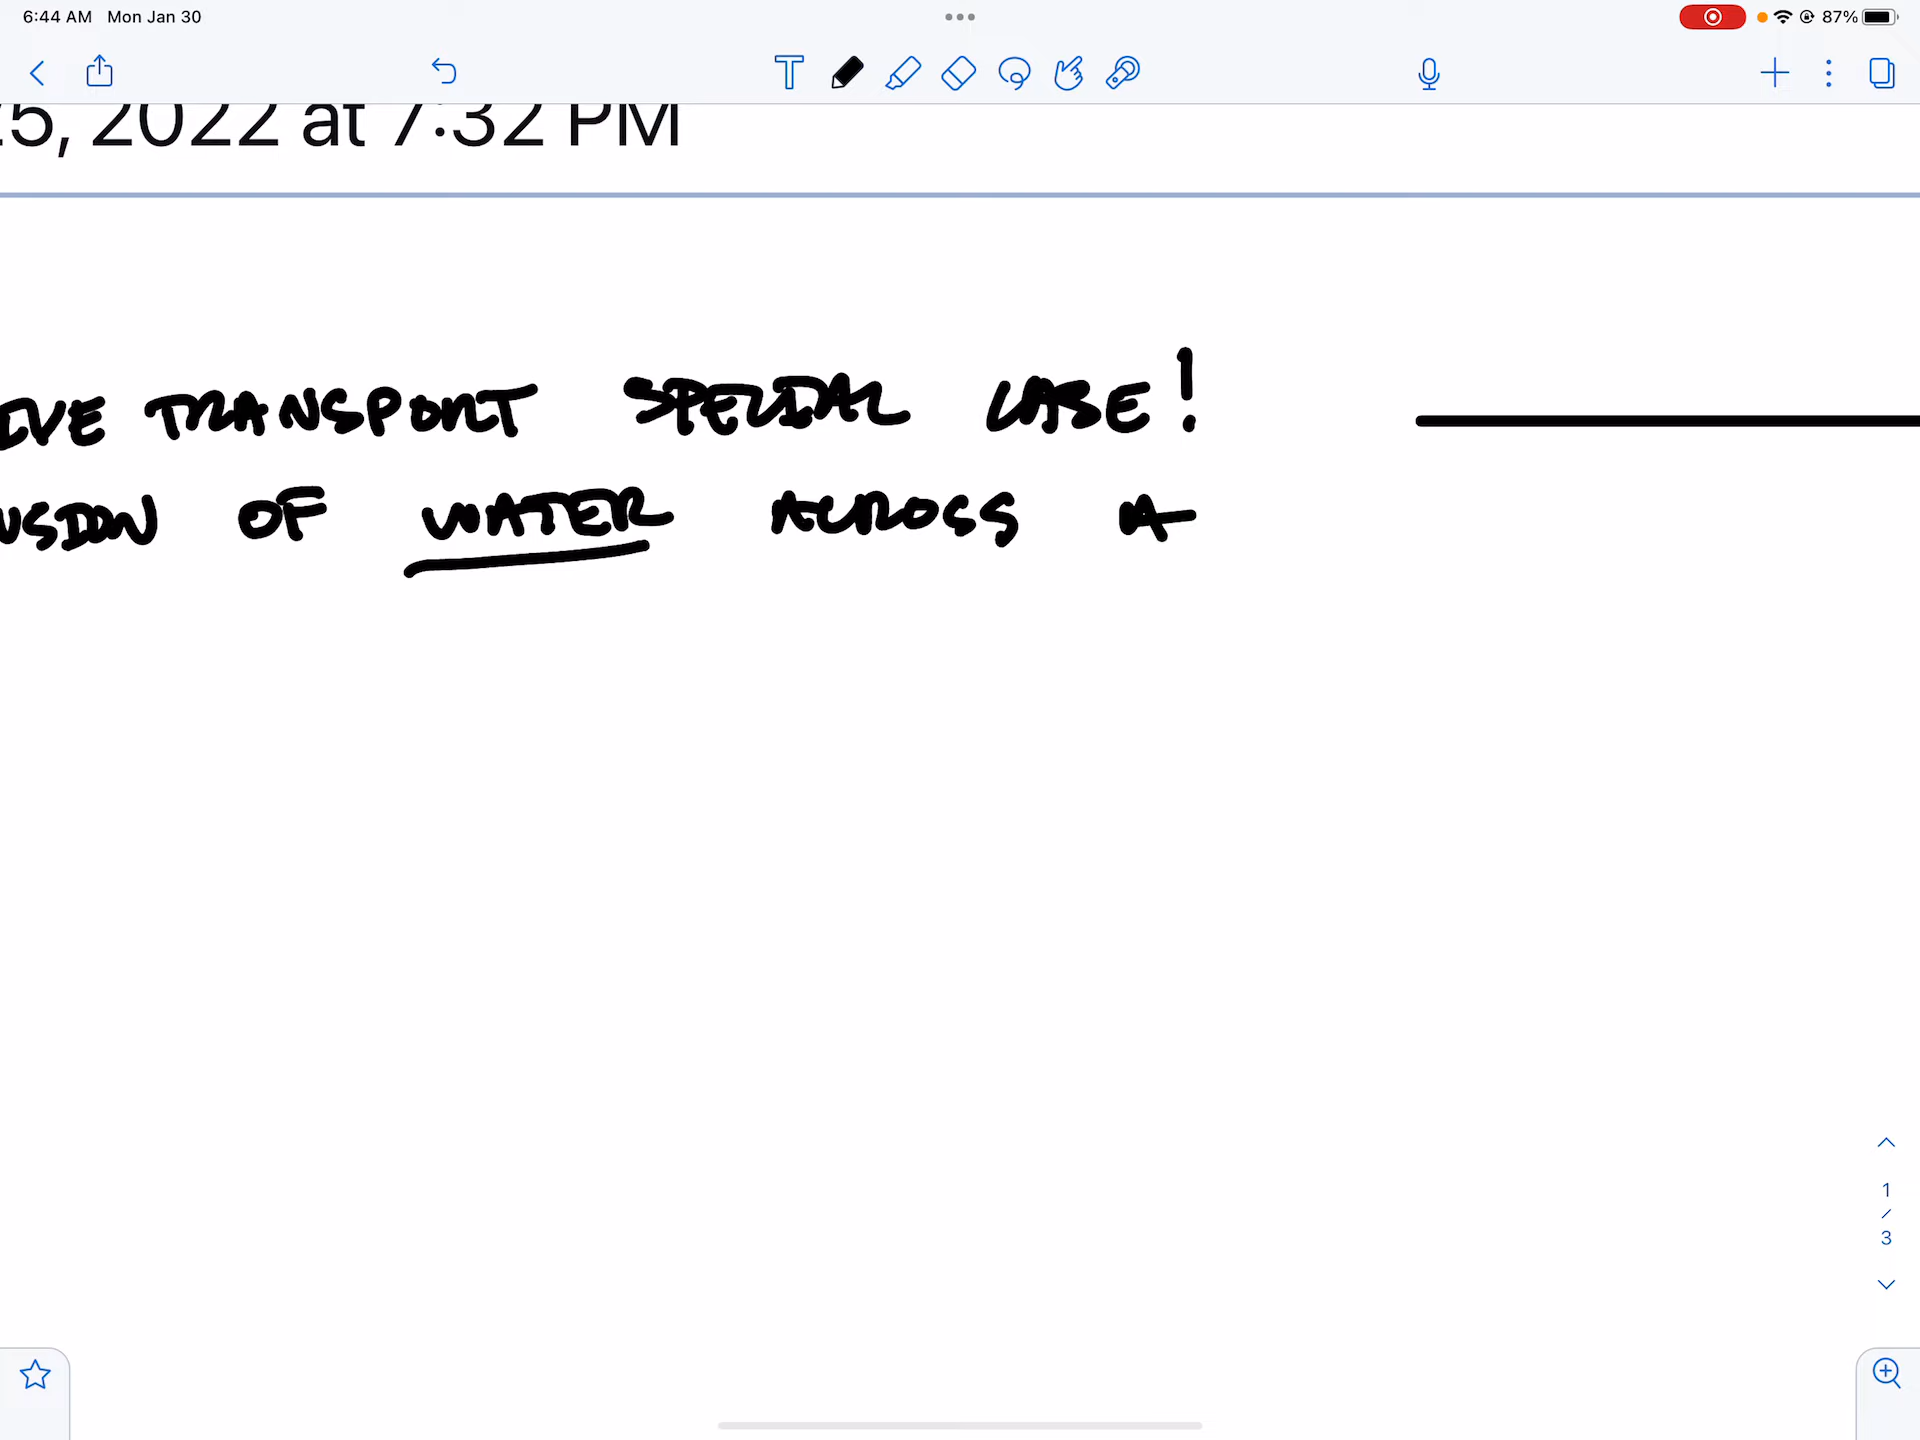 6:44 AM Mon Jan 30
87%
5, 2022 at 7:32 PM
IVE TRANSPORT SPECIAL CASE!
USION OF WATER ACROSS A
1
/
3